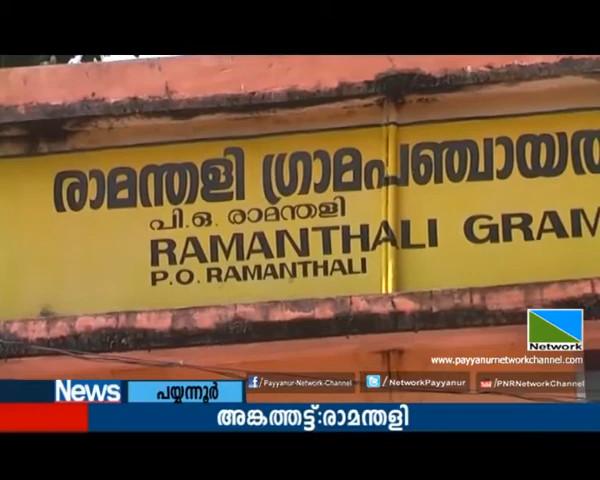 രാമന്തളി ഗ്രാമപഞ്ചായത
പി.ഒ. രാമന്തളി
RAMANTHALI GRAM
P.O. RAMANTHALI
Network
www.payyanurnetworkchannel.com
News പയ്യന്നൂർ /Payyanur-Network-Channel /NetworkPayyanur /PNRNetworkChannel
അങ്കത്തട്ട്:രാമന്തളി